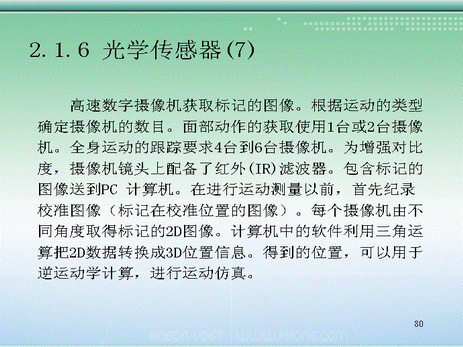 2.1.6 光学传感器(7)
高速数字摄像机获取标记的图像。根据运动的类型
确定摄像机的数目。面部动作的获取使用1台或2台摄像
机。全身运动的跟踪要求4台到6台摄像机。为增强对比
度，摄像机镜头上配备了红外(IR)滤波器。包含标记的
图像送到PC 计算机。在进行运动测量以前，首先纪录
校准图像（标记在校准位置的图像）。每个摄像机由不
同角度取得标记的2D图像。计算机中的软件利用三角运
算把2D数据转换成3D位置信息。得到的位置，可以用于
逆运动学计算，进行运动仿真。
80